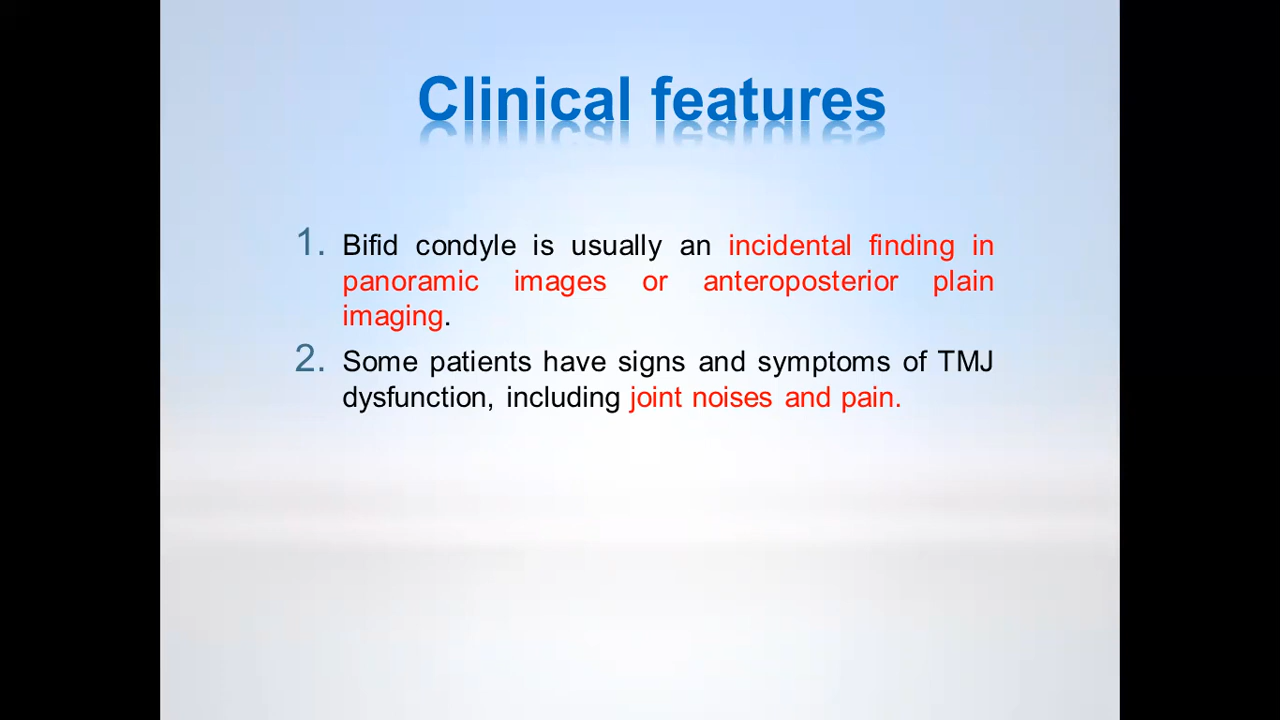 Clinical features
1. Bifid condyle is usually an incidental finding in
panoramic images or anteroposterior plain
imaging.
2. Some patients have signs and symptoms of TMJ
dysfunction, including joint noises and pain.